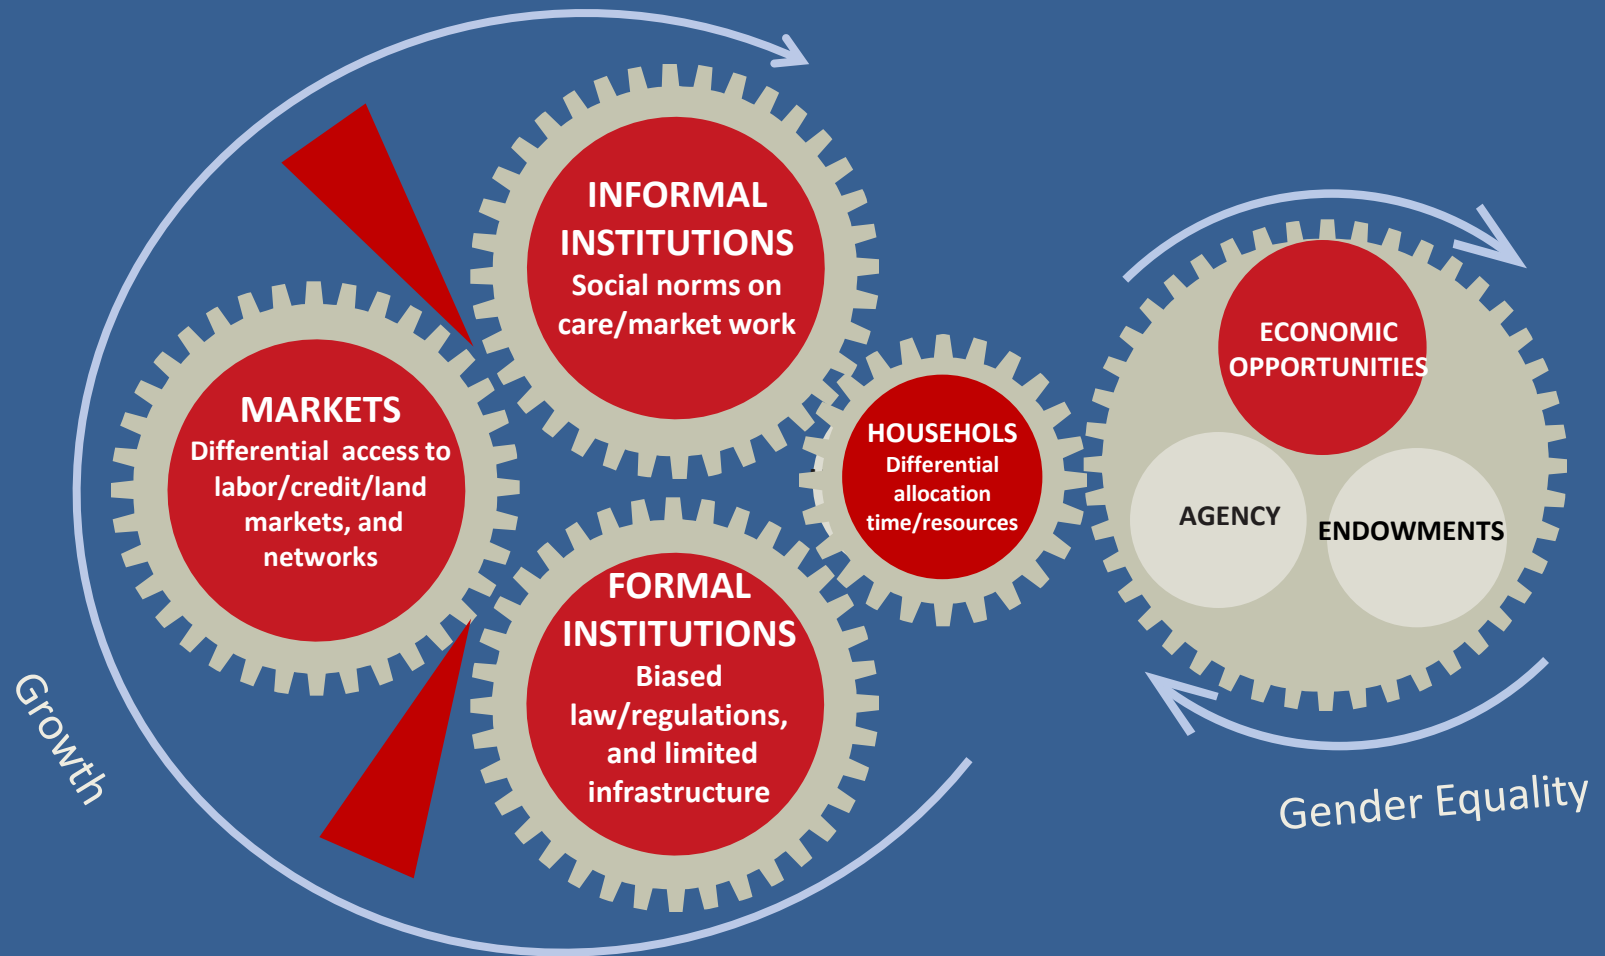 INFORMAL
INSTITUTIONS
Social norms on
care/market work
MARKETS
Differential access to
labor/credit/land
markets, and
networks
HOUSEHOLS
Differential
allocation
time/resources
FORMAL
INSTITUTIONS
Biased
law/regulations,
and limited
infrastructure
ECONOMIC
OPPORTUNITIES
AGENCY
ENDOWMENTS
Growth
Gender Equality